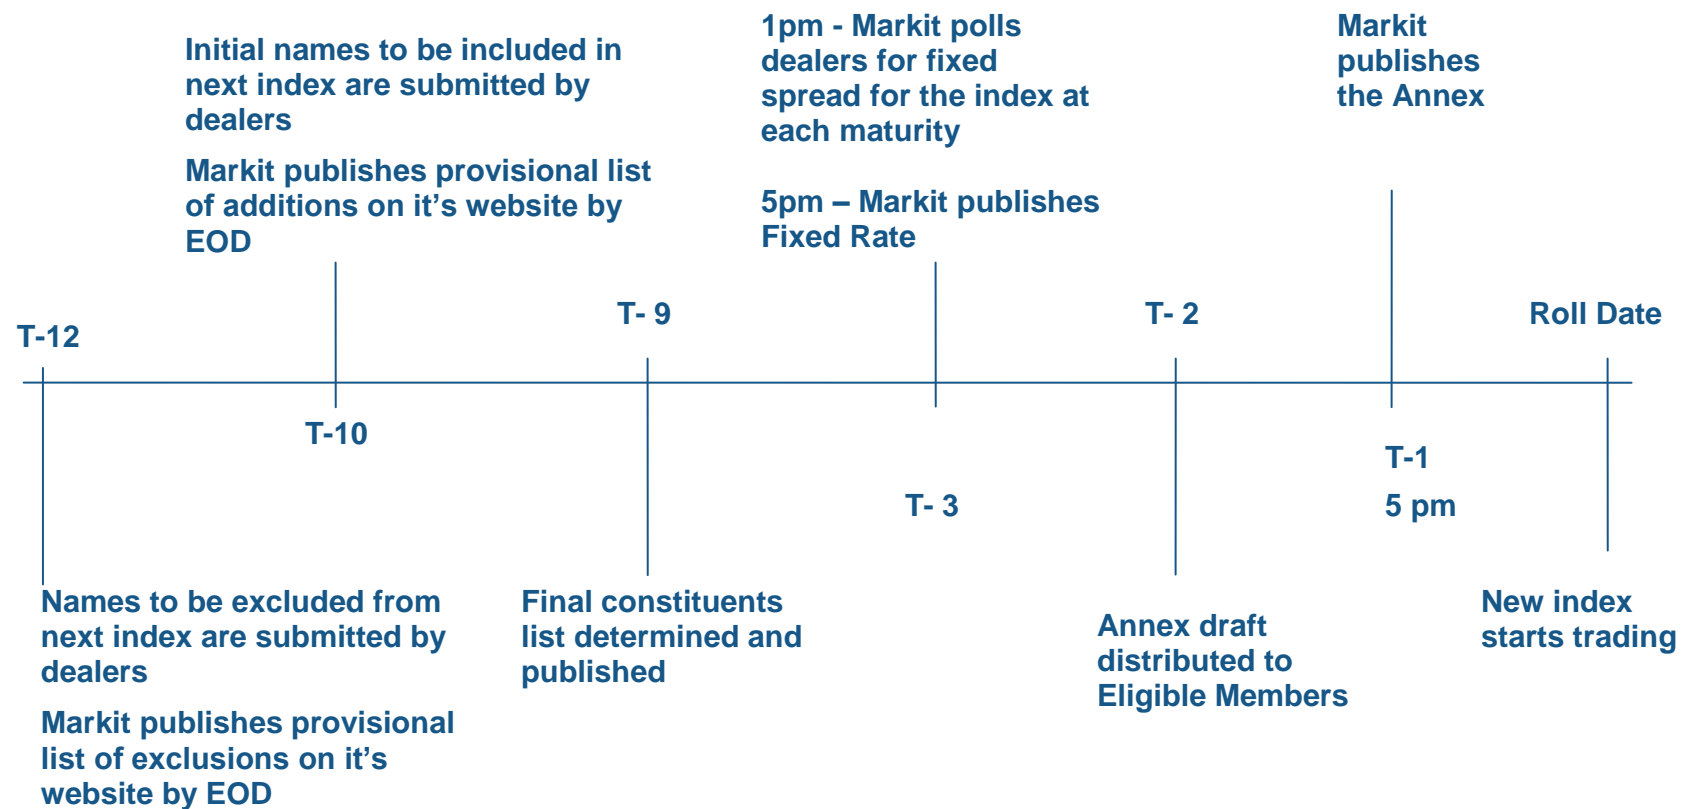 Initial names to be included in
next index are submitted by
dealers
Markit publishes provisional list
of additions on it's website by
EOD
1pm - Markit polls
dealers for fixed
spread for the index at
each maturity
5pm – Markit publishes
Fixed Rate
Markit
publishes
the Annex
T-12
T- 9
T- 2
Roll Date
T-10
T- 3
T-1
5 pm
Names to be excluded from
next index are submitted by
dealers
Markit publishes provisional
list of exclusions on it's
website by EOD
Final constituents
list determined and
published
Annex draft
distributed to
Eligible Members
New index
starts trading